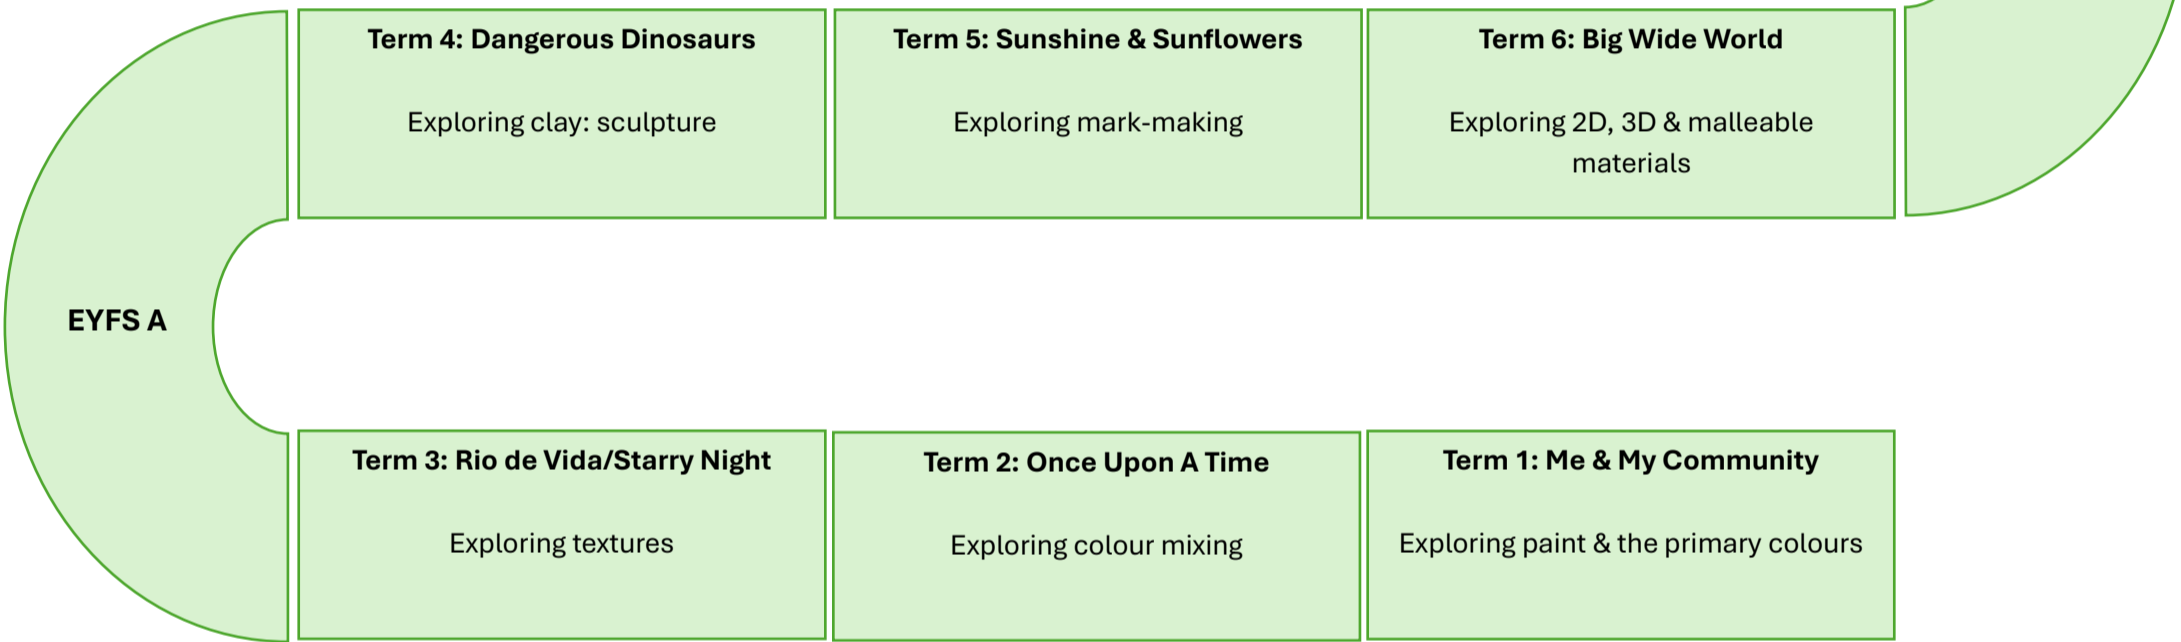 Term 4: Dangerous Dinosaurs
Exploring clay: sculpture
Term 5: Sunshine & Sunflowers
Exploring mark-making
Term 6: Big Wide World
Exploring 2D, 3D & malleable
materials
EYFS A
Term 3: Rio de Vida/Starry Night
Exploring textures
Term 2: Once Upon A Time
Exploring colour mixing
Term 1: Me & My Community
Exploring paint & the primary colours